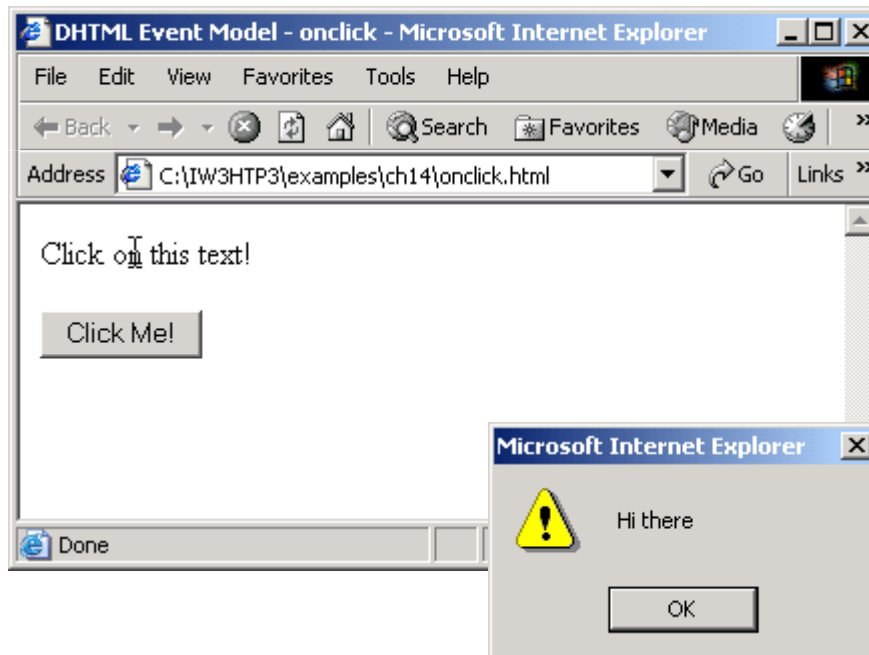 DHTML Event Model - onclick - Microsoft Internet Explorer
File Edit View Favorites Tools Help
Back Search Favorites Media »
Address C:\IW3HTP3\examples\ch14\onclick.html Go Links »
Click on this text!
Click Me!
Microsoft Internet Explorer
Hi there
Done
OK